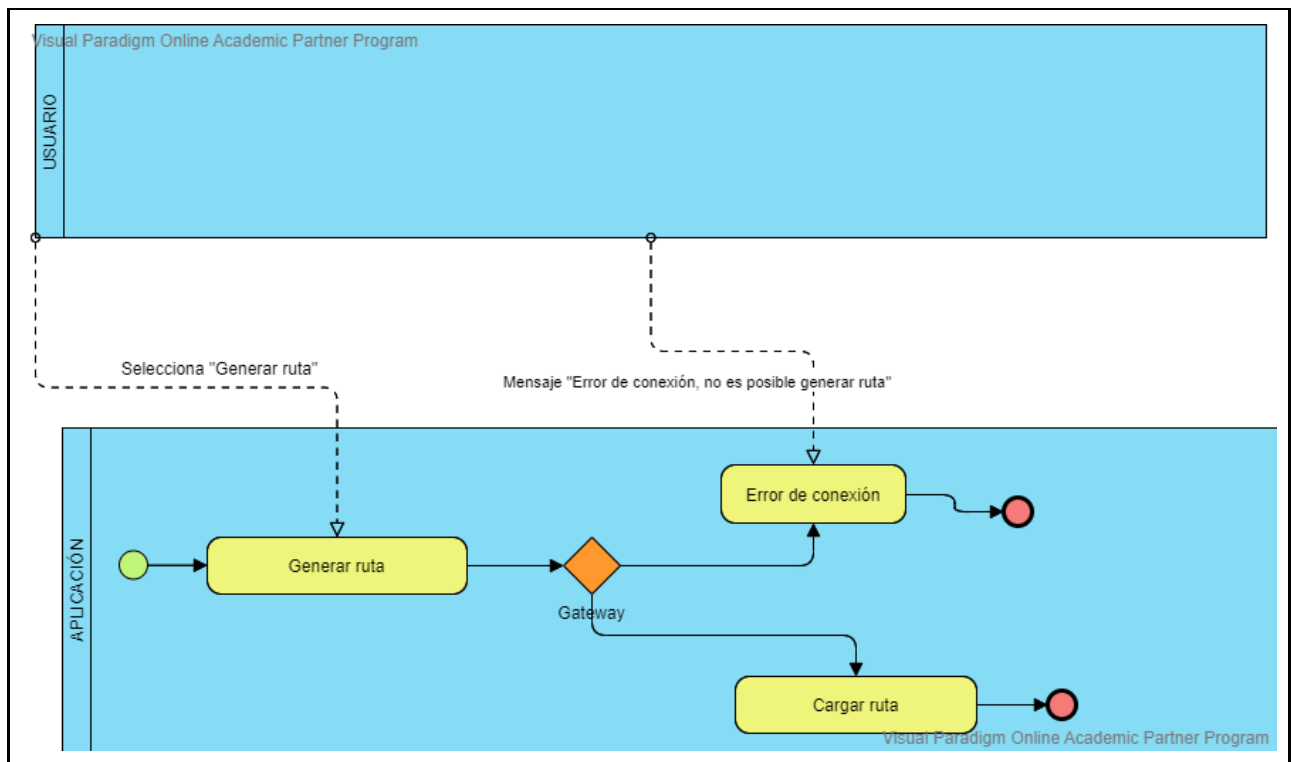 Visual Paradigm Online Academic Partner Program
USUARIO
Selecciona "Generar ruta"
Mensaje "Error de conexión, no es posible generar ruta"
APLICACIÓN
Error de conexión
Generar ruta
Gateway
Cargar ruta
Visual Paradigm Online Academic Partner Program